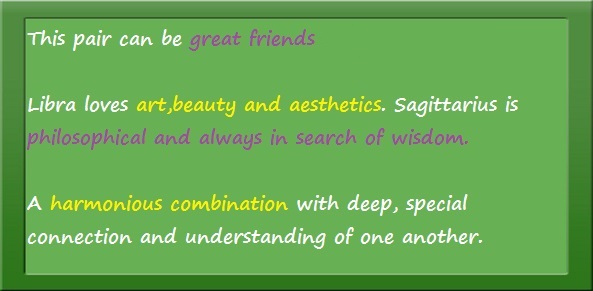 This pair can be great friends
Libra loves art,beauty and aesthetics. Sagittarius is
philosophical and always in search of wisdom.
A harmonious combination with deep, special
connection and understanding of one another.